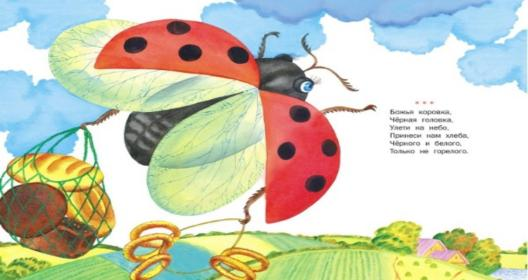 * * *
Божья коровка,
Чёрная головка,
Улети на небо,
Принеси нам хлеба,
Чёрного и белого,
Только не горелого.